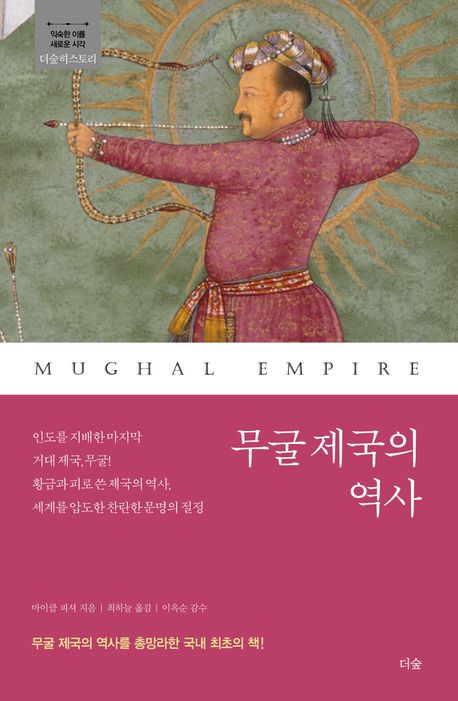 익숙한 이름
새로운 시각
더숲히스토리
MUGHAL EMPIRE
인도를 지배한 마지막
거대 제국, 무굴!
황금과 피로 쓴 제국의 역사,
세계를 압도한 찬란한 문명의 절정
무굴 제국의
역사
마이클 피셔 지음 | 최하늘 옮김 | 이옥순 감수
무굴 제국의 역사를 총망라한 국내 최초의 책!
더숲